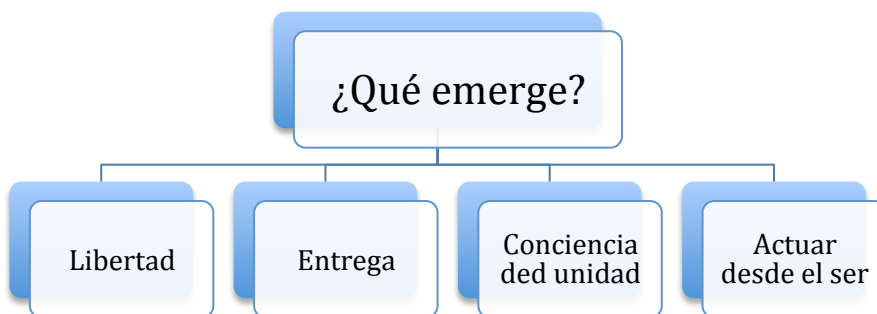 ¿Qué emerge?
Libertad
Entrega
Conciencia
ded unidad
Actuar
desde el ser